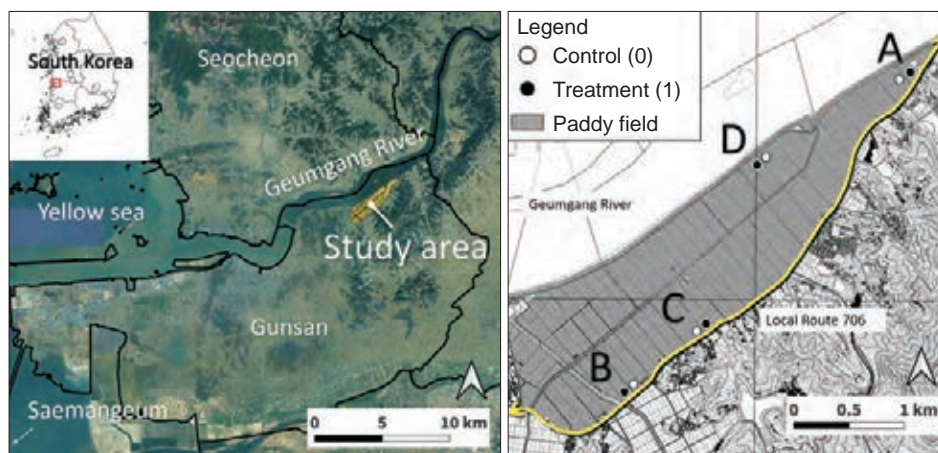 South Korea
Seocheon
Geumgang River
Yellow sea
Study area
Gunsan
Saemangeum
0 5 10 km
Legend
Control (0)
Treatment (1)
Paddy field
A
D
Geumgang River
C
Local Route 706
B
0 0.5 1 km